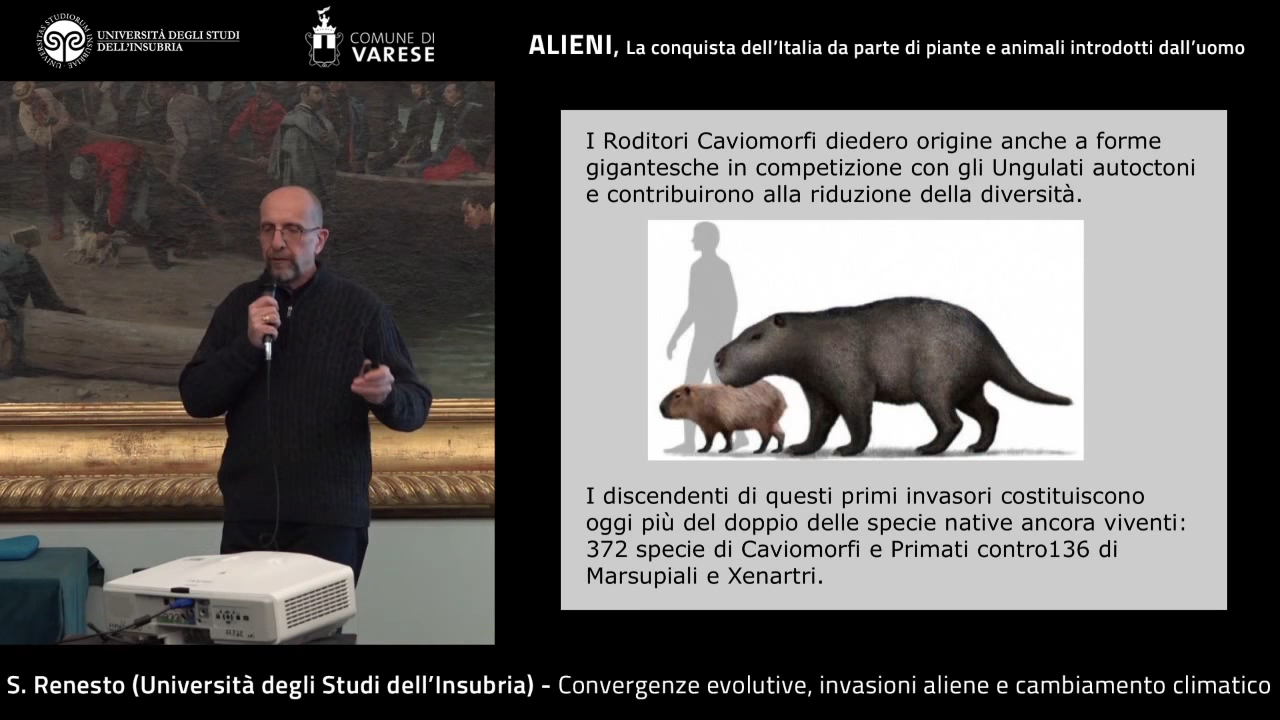 UNIVERSITÀ DEGLI STUDI
DELL'INSUBRIA
COMUNE DI
VARESE
ALIENI, La conquista dell'Italia da parte di piante e animali introdotti dall'uomo
I Roditori Caviomorfi diedero origine anche a forme
gigantesche in competizione con gli Ungulati autoctoni
e contribuirono alla riduzione della diversità.
I discendenti di questi primi invasori costituiscono
oggi più del doppio delle specie native ancora viventi:
372 specie di Caviomorfi e Primati contro136 di
Marsupiali e Xenartri.
S. Renesto (Università degli Studi dell'Insubria) - Convergenze evolutive, invasioni aliene e cambiamento climatico